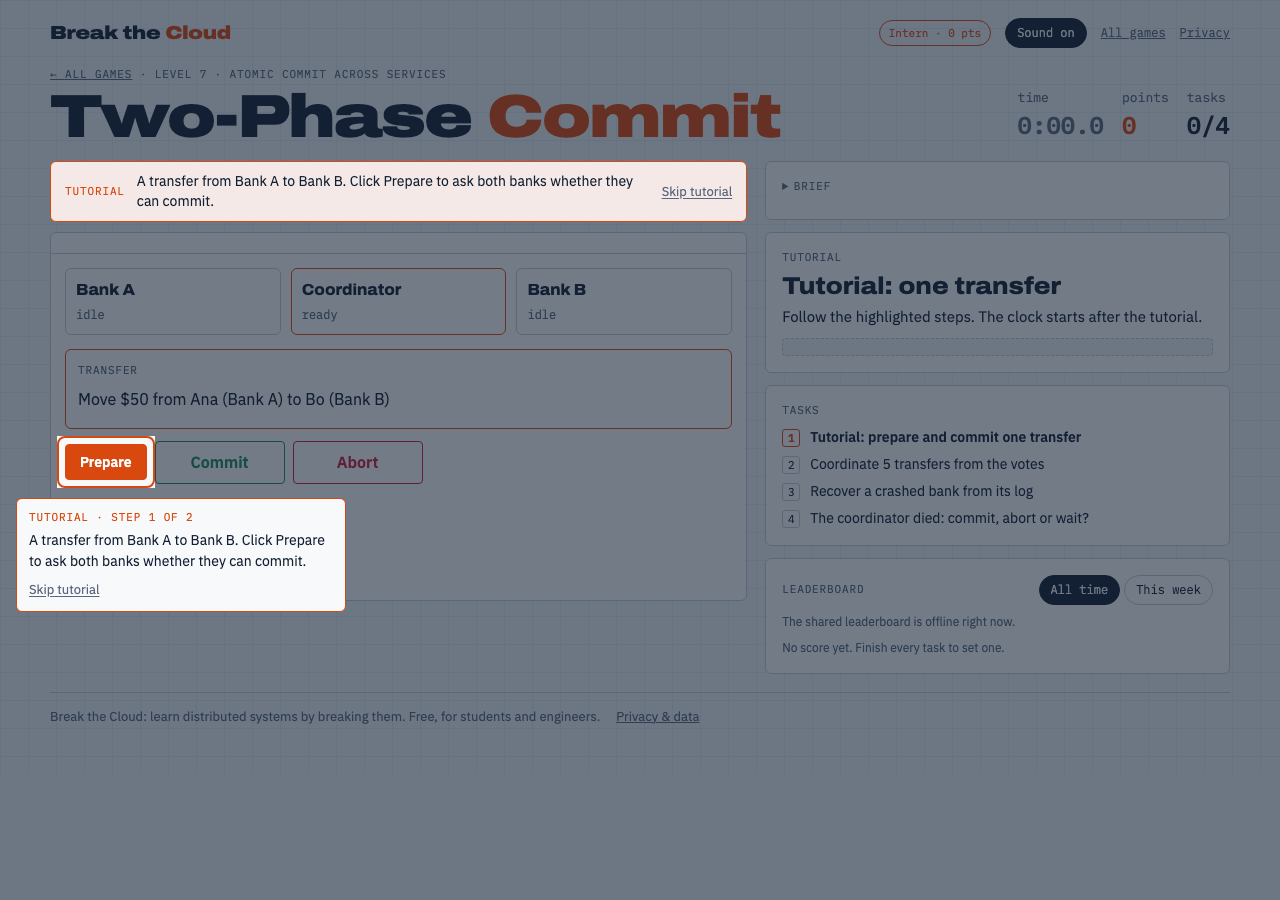 Break the Cloud
Intern · 0 pts
Sound on
All games
Privacy
← ALL GAMES · LEVEL 7 · ATOMIC COMMIT ACROSS SERVICES
Two-Phase Commit
time
0:00.0
points
0
tasks
0/4
TUTORIAL
A transfer from Bank A to Bank B. Click Prepare to ask both banks whether they
can commit.
Skip tutorial
Bank A
idle
Coordinator
ready
Bank B
idle
TRANSFER
Move $50 from Ana (Bank A) to Bo (Bank B)
Prepare
Commit
Abort
TUTORIAL · STEP 1 OF 2
A transfer from Bank A to Bank B. Click Prepare
to ask both banks whether they can commit.
Skip tutorial
BRIEF
TUTORIAL
Tutorial: one transfer
Follow the highlighted steps. The clock starts after the tutorial.
TASKS
1 Tutorial: prepare and commit one transfer
2 Coordinate 5 transfers from the votes
3 Recover a crashed bank from its log
4 The coordinator died: commit, abort or wait?
LEADERBOARD
All time
This week
The shared leaderboard is offline right now.
No score yet. Finish every task to set one.
Break the Cloud: learn distributed systems by breaking them. Free, for students and engineers.
Privacy & data